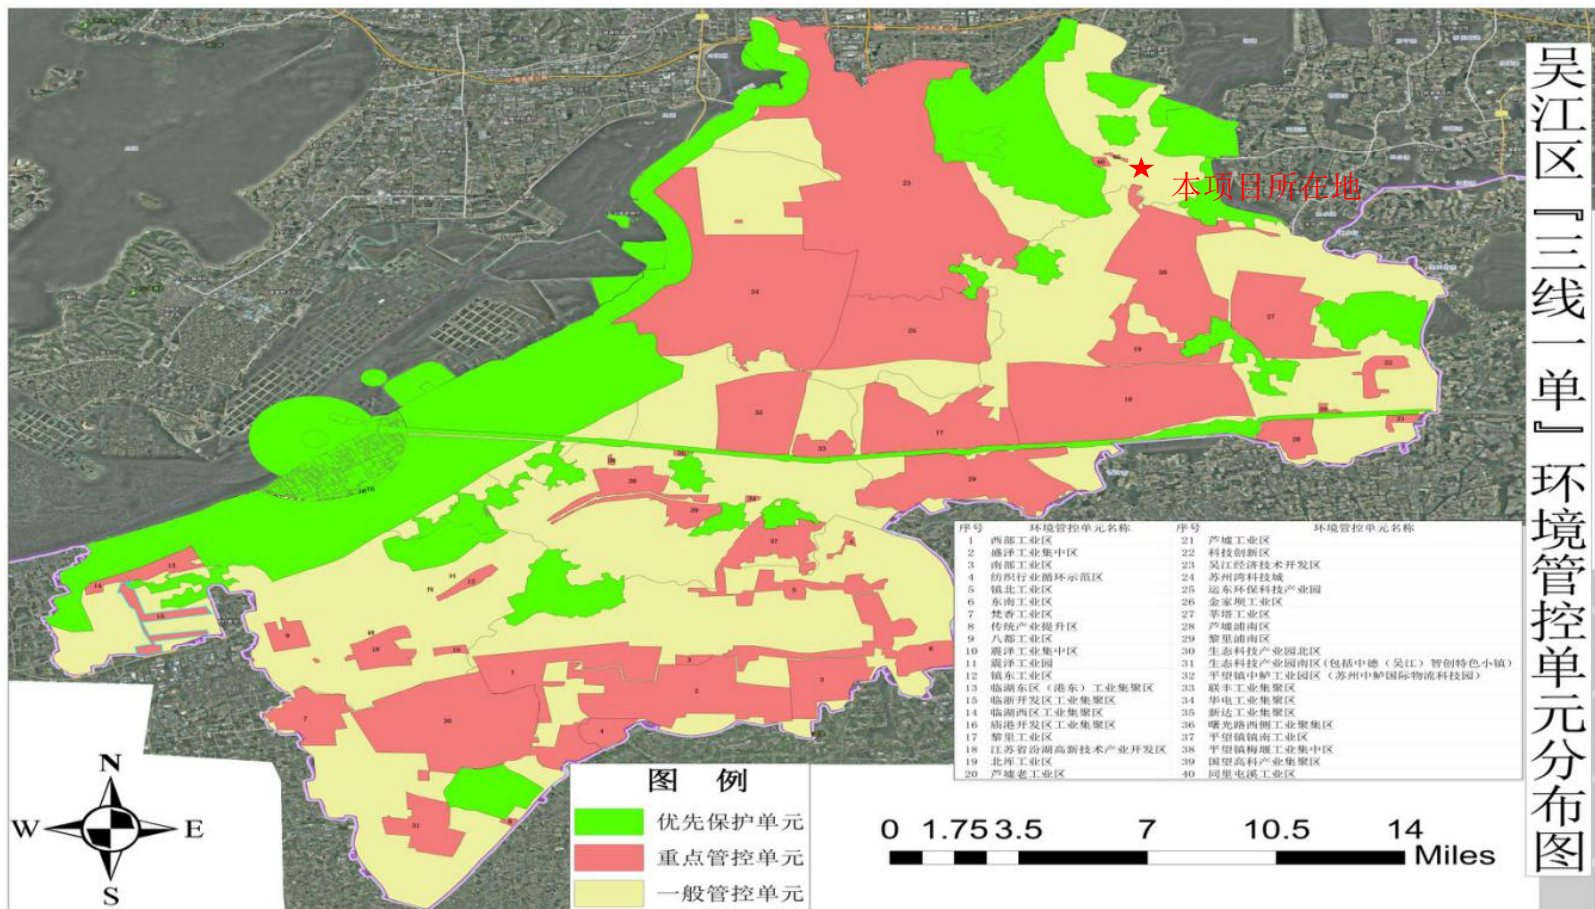 吴江区『三线一单』环境管控单元分布图
本项目所在地
序号 环境管控单元名称 序号 环境管控单元名称
1 西部工业区 21 芦墟工业区
2 盛泽工业集中区 22 科技创新区
3 南部工业区 23 吴江经济技术开发区
4 纺织行业循环示范区 24 苏州湾科技城
5 镇北工业区 25 运东环保科技产业园
6 东南工业区 26 金家坝工业区
7 梵香工业区 27 莘塔工业区
8 传统产业提升区 28 芦墟浦南区
9 八都工业区 29 黎里浦南区
10 震泽工业集中区 30 生态科技产业园北区
11 震泽工业园 31 生态科技产业园南区(包括中德（吴江）智创特色小镇)
12 镇东工业区 32 平望镇中鲈工业园区（苏州中鲈国际物流科技园）
13 临湖东区（港东）工业集聚区 33 联丰工业集聚区
15 临浙开发区工业集聚区 34 华屯工业集聚区
14 临湖西区工业集聚区 35 新达工业集聚区
16 庙港开发区工业集聚区 36 曙光路西侧工业聚集区
17 黎里工业区 37 平望镇镇南工业区
18 江苏省汾湖高新技术产业开发区 38 平望镇梅堰工业集中区
19 北厍工业区 39 国望高科产业集聚区
20 芦墟老工业区 40 同里屯溪工业区
图 例
优先保护单元
重点管控单元
一般管控单元
N
W E
S
0 1.75 3.5 7 10.5 14
Miles